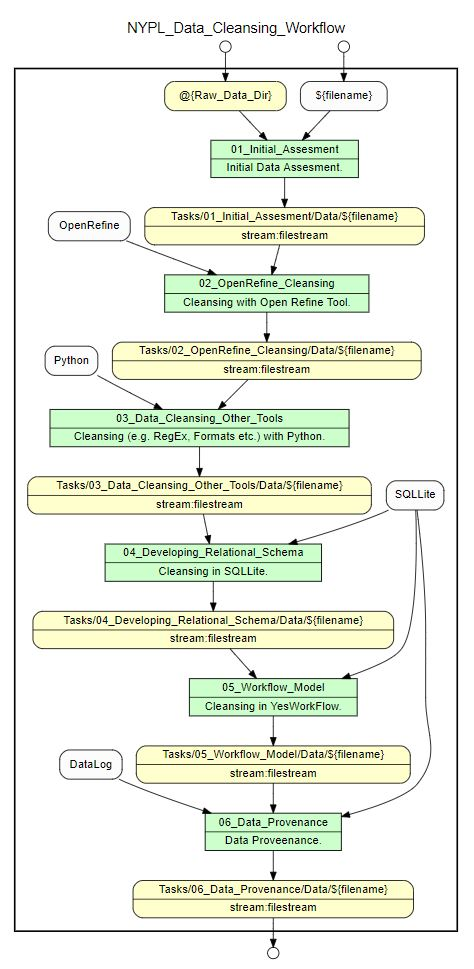 NYPL_Data_Cleansing_Workflow
@{Raw_Data_Dir}
${filename}
01_Initial_Assesment
Initial Data Assesment.
Tasks/01_Initial_Assesment/Data/${filename}
stream:filestream
OpenRefine
02_OpenRefine_Cleansing
Cleansing with Open Refine Tool.
Tasks/02_OpenRefine_Cleansing/Data/${filename}
stream:filestream
Python
03_Data_Cleansing_Other_Tools
Cleansing (e.g. RegEx, Formats etc.) with Python.
Tasks/03_Data_Cleansing_Other_Tools/Data/${filename}
stream:filestream
SQLLite
04_Developing_Relational_Schema
Cleansing in SQLLite.
Tasks/04_Developing_Relational_Schema/Data/${filename}
stream:filestream
05_Workflow_Model
Cleansing in YesWorkFlow.
Tasks/05_Workflow_Model/Data/${filename}
stream:filestream
DataLog
06_Data_Provenance
Data Proveenance.
Tasks/06_Data_Provenance/Data/${filename}
stream:filestream